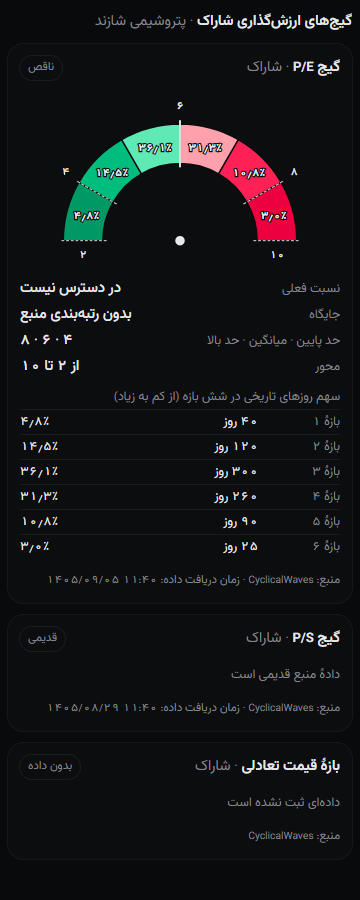 گیج‌های ارزش‌گذاری شاراک · پتروشیمی شازند
گیج P/E · شاراک
ناقص
۶
۳۶٫۱٪
۳۱٫۳٪
۴
۸
۱۴٫۵٪
۱۰٫۸٪
۴٫۸٪
۳٫۰٪
۲
۱۰
نسبت فعلی در دسترس نیست
جایگاه بدون رتبه‌بندی منبع
حد پایین · میانگین · حد بالا ۴ · ۶ · ۸
محور از ۲ تا ۱۰
سهم روزهای تاریخی در شش بازه (از کم به زیاد)
بازهٔ ۱ ۴۰ روز ۴٫۸٪
بازهٔ ۲ ۱۲۰ روز ۱۴٫۵٪
بازهٔ ۳ ۳۰۰ روز ۳۶٫۱٪
بازهٔ ۴ ۲۶۰ روز ۳۱٫۳٪
بازهٔ ۵ ۹۰ روز ۱۰٫۸٪
بازهٔ ۶ ۲۵ روز ۳٫۰٪
منبع: CyclicalWaves · زمان دریافت داده: ۱۴۰۵/۰۹/۰۵ ۱۱:۴۰
گیج P/S · شاراک
قدیمی
دادهٔ منبع قدیمی است
منبع: CyclicalWaves · زمان دریافت داده: ۱۴۰۵/۰۸/۲۹ ۱۱:۴۰
بازهٔ قیمت تعادلی · شاراک
بدون داده
داده‌ای ثبت نشده است
منبع: CyclicalWaves